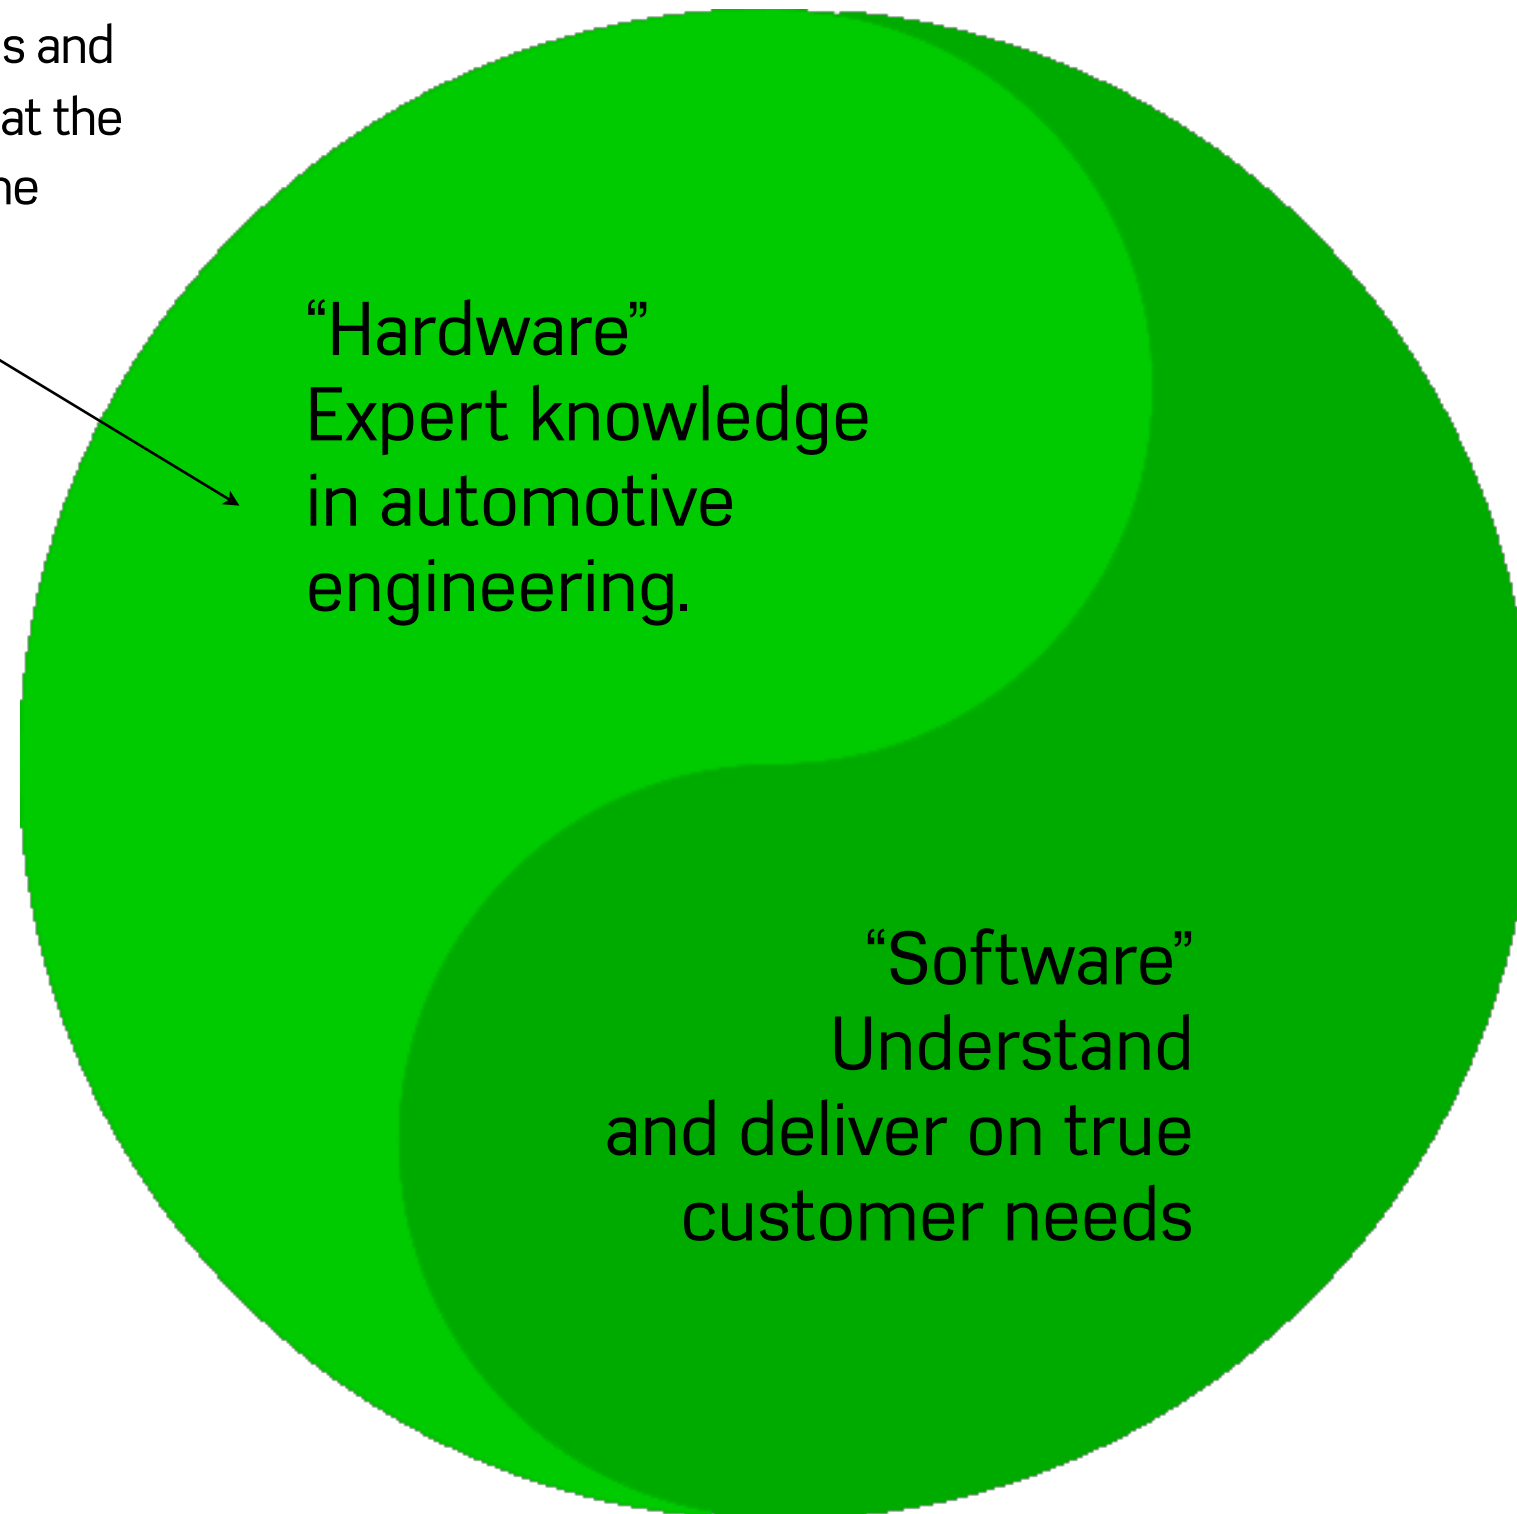 s and
at the
“Hardware”
Expert knowledge
in automotive
engineering.
“Software”
Understand
and deliver on true
customer needs